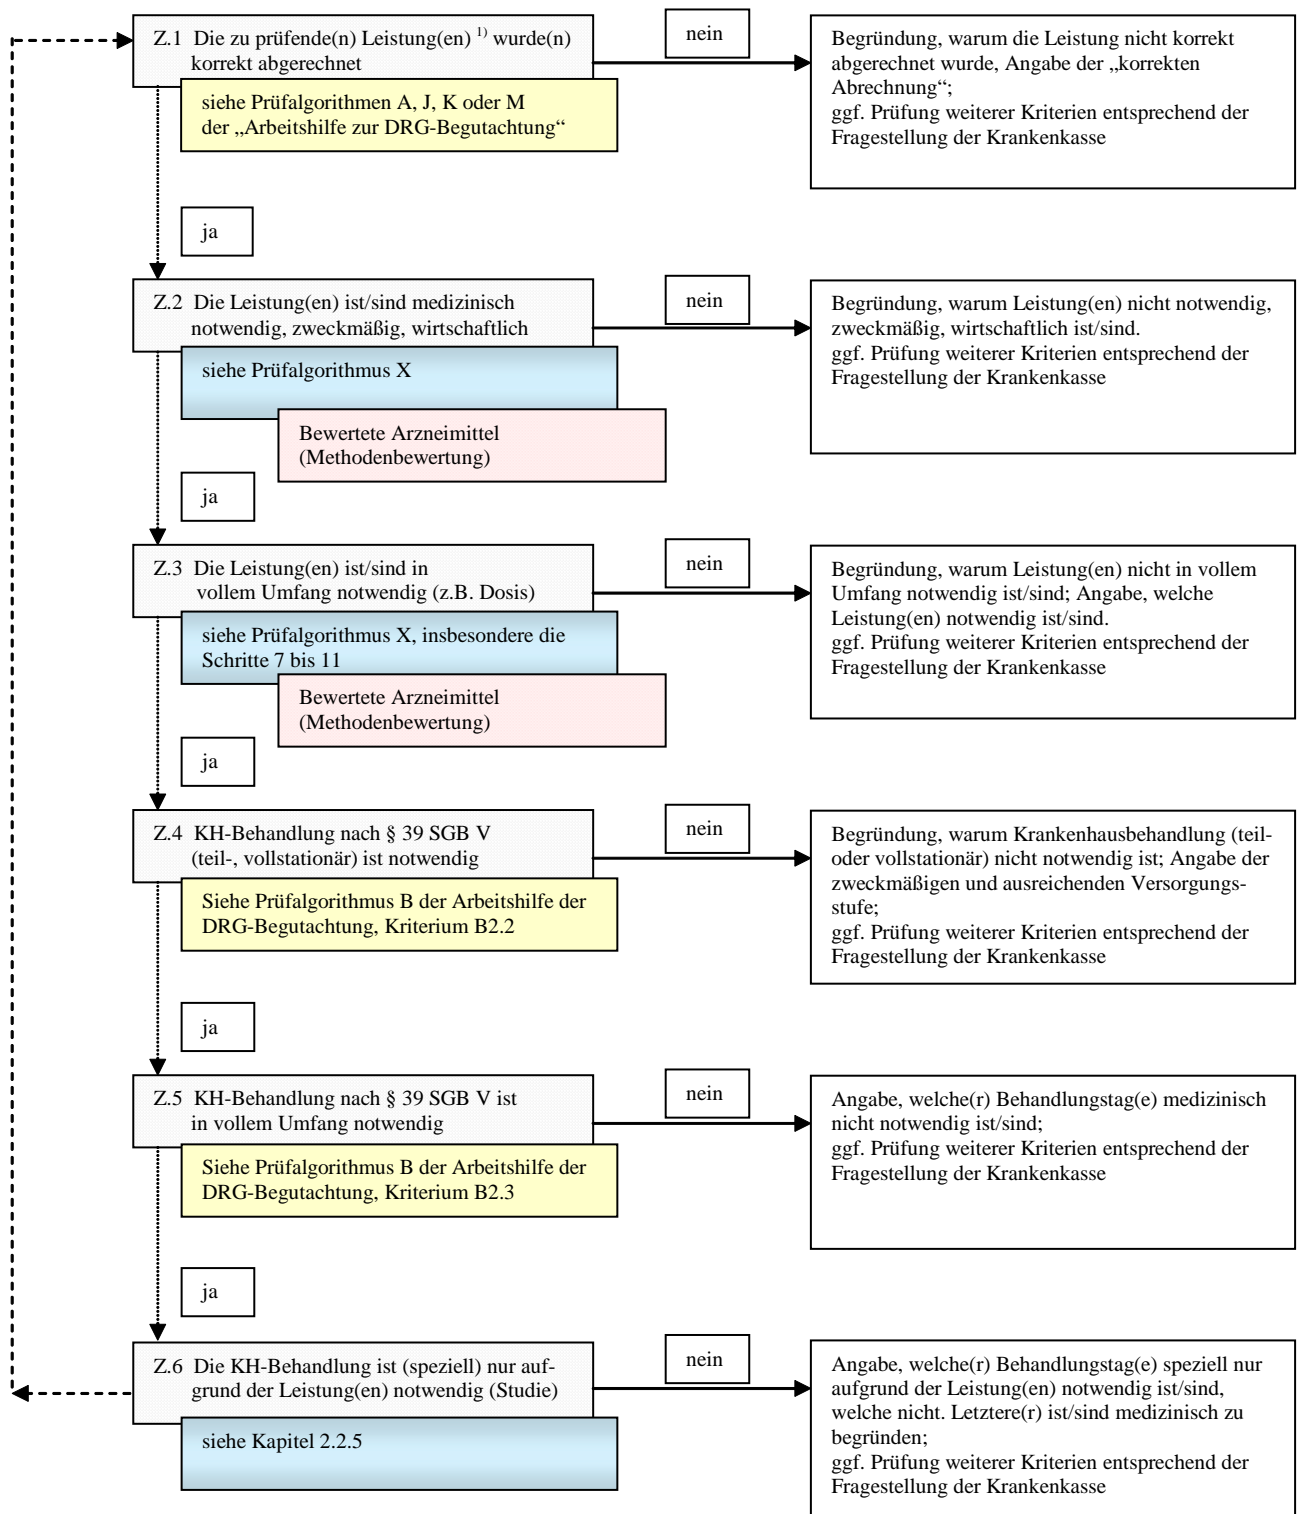 Z.1 Die zu prüfende(n) Leistung(en) 1) wurde(n)
korrekt abgerechnet
nein
Begründung, warum die Leistung nicht korrekt
abgerechnet wurde, Angabe der „korrekten
Abrechnung“;
ggf. Prüfung weiterer Kriterien entsprechend der
Fragestellung der Krankenkasse
siehe Prüfalgorithmen A, J, K oder M
der „Arbeitshilfe zur DRG-Begutachtung“
ja
Z.2 Die Leistung(en) ist/sind medizinisch
notwendig, zweckmäßig, wirtschaftlich
nein
Begründung, warum Leistung(en) nicht notwendig,
zweckmäßig, wirtschaftlich ist/sind.
ggf. Prüfung weiterer Kriterien entsprechend der
Fragestellung der Krankenkasse
siehe Prüfalgorithmus X
Bewertete Arzneimittel
(Methodenbewertung)
ja
Z.3 Die Leistung(en) ist/sind in
vollem Umfang notwendig (z.B. Dosis)
nein
Begründung, warum Leistung(en) nicht in vollem
Umfang notwendig ist/sind; Angabe, welche
Leistung(en) notwendig ist/sind.
ggf. Prüfung weiterer Kriterien entsprechend der
Fragestellung der Krankenkasse
siehe Prüfalgorithmus X, insbesondere die
Schritte 7 bis 11
Bewertete Arzneimittel
(Methodenbewertung)
ja
Z.4 KH-Behandlung nach § 39 SGB V
(teil-, vollstationär) ist notwendig
nein
Begründung, warum Krankenhausbehandlung (teil-
oder vollstationär) nicht notwendig ist; Angabe der
zweckmäßigen und ausreichenden Versorgungs-
stufe;
ggf. Prüfung weiterer Kriterien entsprechend der
Fragestellung der Krankenkasse
Siehe Prüfalgorithmus B der Arbeitshilfe der
DRG-Begutachtung, Kriterium B2.2
ja
Z.5 KH-Behandlung nach § 39 SGB V ist
in vollem Umfang notwendig
nein
Angabe, welche(r) Behandlungstag(e) medizinisch
nicht notwendig ist/sind;
ggf. Prüfung weiterer Kriterien entsprechend der
Fragestellung der Krankenkasse
Siehe Prüfalgorithmus B der Arbeitshilfe der
DRG-Begutachtung, Kriterium B2.3
ja
Z.6 Die KH-Behandlung ist (speziell) nur auf-
grund der Leistung(en) notwendig (Studie)
nein
Angabe, welche(r) Behandlungstag(e) speziell nur
aufgrund der Leistung(en) notwendig ist/sind,
welche nicht. Letztere(r) ist/sind medizinisch zu
begründen;
ggf. Prüfung weiterer Kriterien entsprechend der
Fragestellung der Krankenkasse
siehe Kapitel 2.2.5